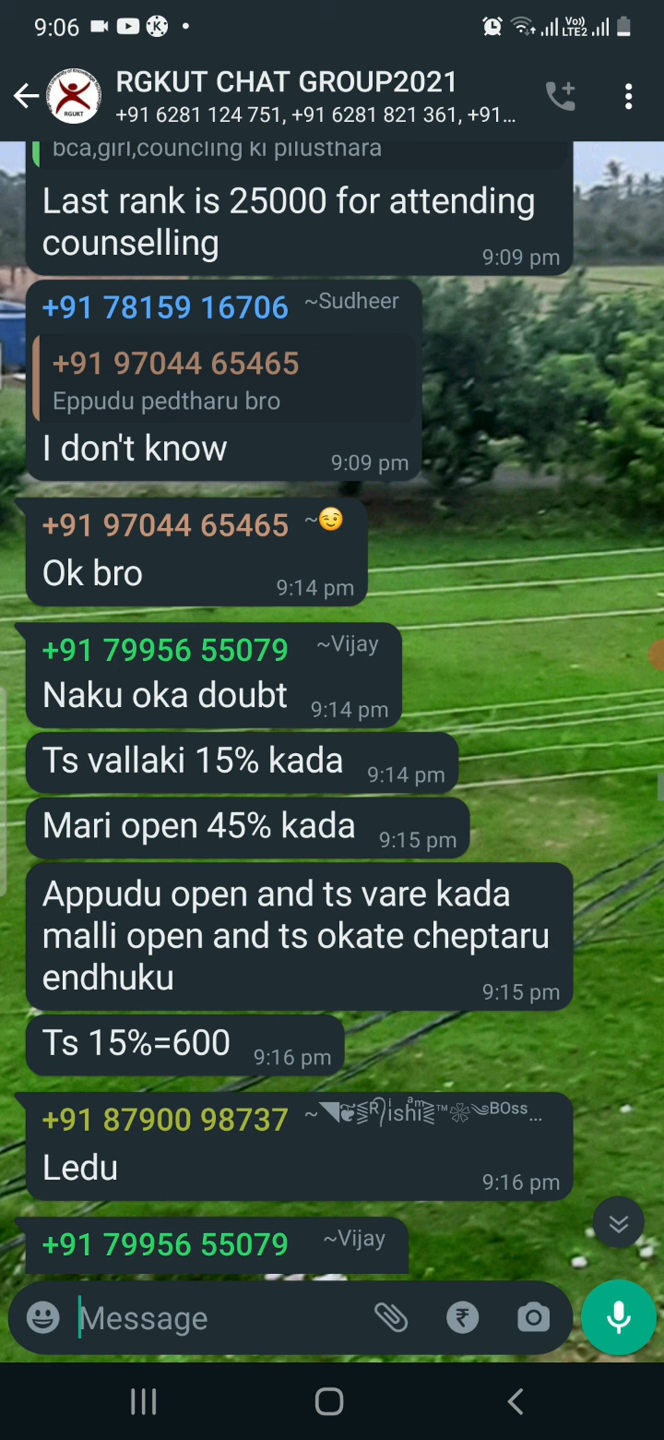 9:06
Vo)
LTE2
RGKUT CHAT GROUP2021
+91 6281 124 751, +91 6281 821 361, +91...
RGUKT
bca,girl,councling ki pilusthara
Last rank is 25000 for attending
counselling
9:09 pm
+91 78159 16706 ~Sudheer
+91 97044 65465
Eppudu pedtharu bro
I don't know
9:09 pm
+91 97044 65465 ~😉
Ok bro
9:14 pm
+91 79956 55079 ~Vijay
Naku oka doubt
9:14 pm
Ts vallaki 15% kada
9:14 pm
Mari open 45% kada
9:15 pm
Appudu open and ts vare kada
malli open and ts okate cheptaru
endhuku
9:15 pm
Ts 15%=600
9:16 pm
+91 87900 98737
Ledu
9:16 pm
+91 79956 55079 ~Vijay
Message